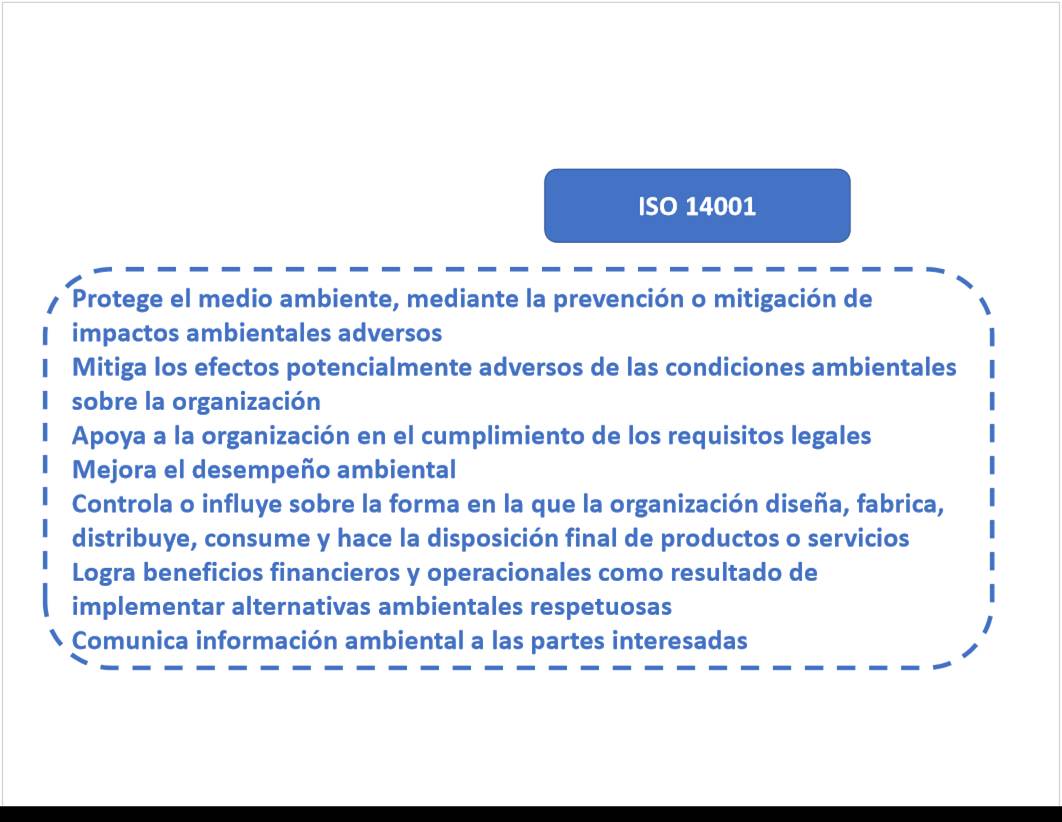 ISO 14001
Protege el medio ambiente, mediante la prevención o mitigación de
impactos ambientales adversos
Mitiga los efectos potencialmente adversos de las condiciones ambientales
sobre la organización
Apoya a la organización en el cumplimiento de los requisitos legales
Mejora el desempeño ambiental
Controla o influye sobre la forma en la que la organización diseña, fabrica,
distribuye, consume y hace la disposición final de productos o servicios
Logra beneficios financieros y operacionales como resultado de
implementar alternativas ambientales respetuosas
Comunica información ambiental a las partes interesadas